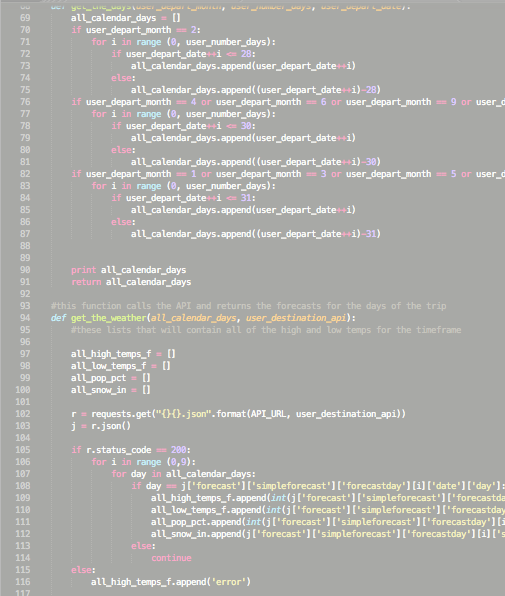 68 def get_the_days(user_depart_month, user_number_days, user_depart_date):
69 all_calendar_days = []
70 if user_depart_month == 2:
71 for i in range (0, user_number_days):
72 if user_depart_date++i <= 28:
73 all_calendar_days.append(user_depart_date++i)
74 else:
75 all_calendar_days.append((user_depart_date++i)-28)
76 if user_depart_month == 4 or user_depart_month == 6 or user_depart_month == 9 or user_d
77 for i in range (0, user_number_days):
78 if user_depart_date++i <= 30:
79 all_calendar_days.append(user_depart_date++i)
80 else:
81 all_calendar_days.append((user_depart_date++i)-30)
82 if user_depart_month == 1 or user_depart_month == 3 or user_depart_month == 5 or user_d
83 for i in range (0, user_number_days):
84 if user_depart_date++i <= 31:
85 all_calendar_days.append(user_depart_date++i)
86 else:
87 all_calendar_days.append((user_depart_date++i)-31)
88
89
90 print all_calendar_days
91 return all_calendar_days
92
93 #this function calls the API and returns the forecasts for the days of the trip
94 def get_the_weather(all_calendar_days, user_destination_api):
95 #these lists that will contain all of the high and low temps for the timeframe
96
97 all_high_temps_f = []
98 all_low_temps_f = []
99 all_pop_pct = []
100 all_snow_in = []
101
102 r = requests.get("{}{}.json".format(API_URL, user_destination_api))
103 j = r.json()
104
105 if r.status_code == 200:
106 for i in range (0,9):
107 for day in all_calendar_days:
108 if day == j['forecast']['simpleforecast']['forecastday'][i]['date']['day']:
109 all_high_temps_f.append(int(j['forecast']['simpleforecast']['forecastda
110 all_low_temps_f.append(int(j['forecast']['simpleforecast']['forecastday
111 all_pop_pct.append(int(j['forecast']['simpleforecast']['forecastday'][i
112 all_snow_in.append(j['forecast']['simpleforecast']['forecastday'][i]['s
113 else:
114 continue
115 else:
116 all_high_temps_f.append('error')
117